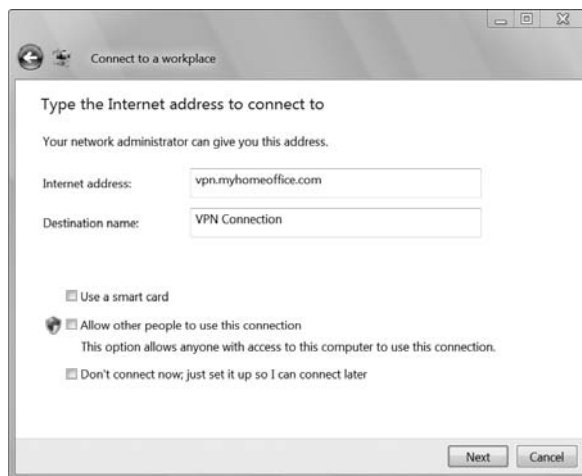 Connect to a workplace
Type the Internet address to connect to
Your network administrator can give you this address.
Internet address: vpn.myhomeoffice.com
Destination name: VPN Connection
Use a smart card
Allow other people to use this connection
This option allows anyone with access to this computer to use this connection.
Don't connect now; just set it up so I can connect later
Next Cancel